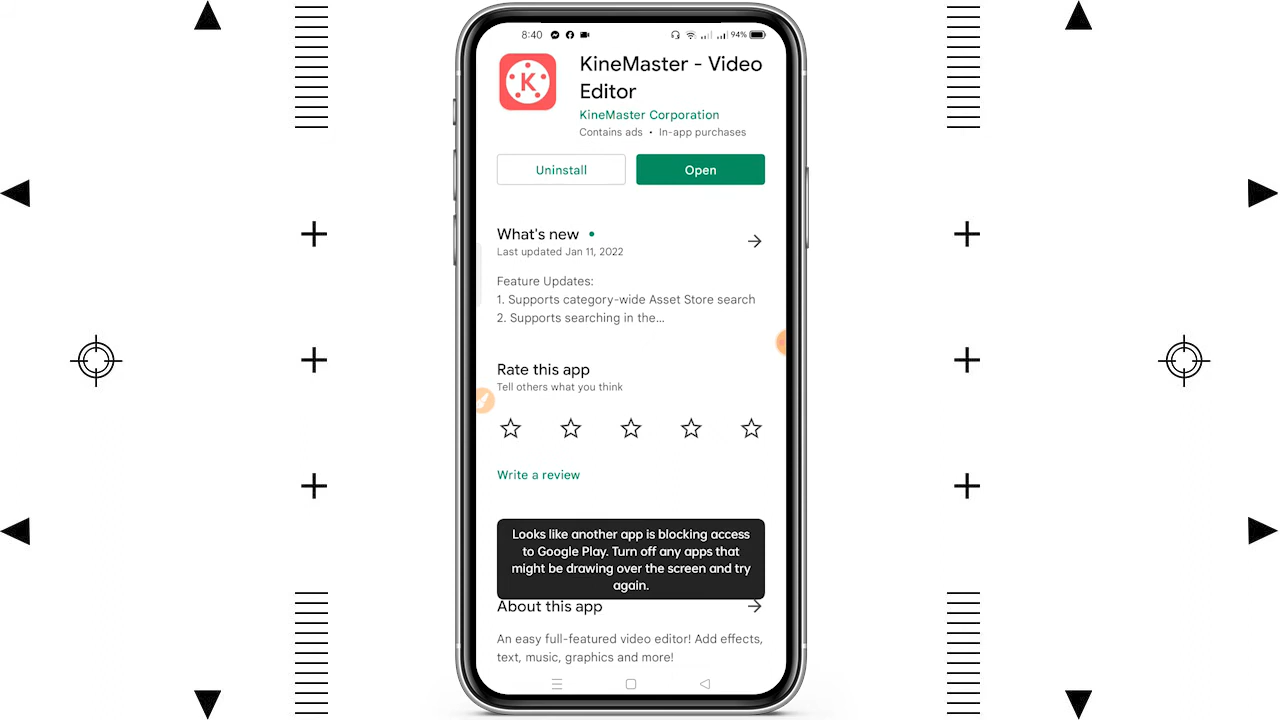 8:40
94%
K
KineMaster - Video
Editor
KineMaster Corporation
Contains ads • In-app purchases
Uninstall
Open
What's new
Last updated Jan 11, 2022
Feature Updates:
1. Supports category-wide Asset Store search
2. Supports searching in the...
Rate this app
Tell others what you think
Write a review
Looks like another app is blocking access
to Google Play. Turn off any apps that
might be drawing over the screen and try
again.
About this app
An easy full-featured video editor! Add effects,
text, music, graphics and more!